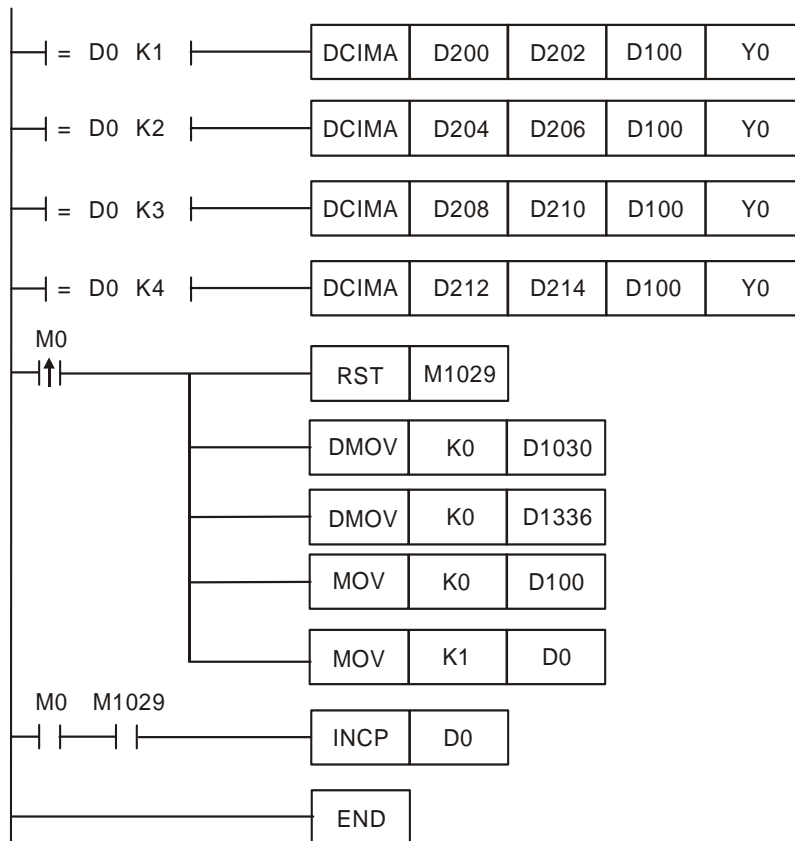 = D0 K1 DCIMA D200 D202 D100 Y0
= D0 K2 DCIMA D204 D206 D100 Y0
= D0 K3 DCIMA D208 D210 D100 Y0
= D0 K4 DCIMA D212 D214 D100 Y0
M0
RST M1029
DMOV K0 D1030
DMOV K0 D1336
MOV K0 D100
MOV K1 D0
M0 M1029
INCP D0
END